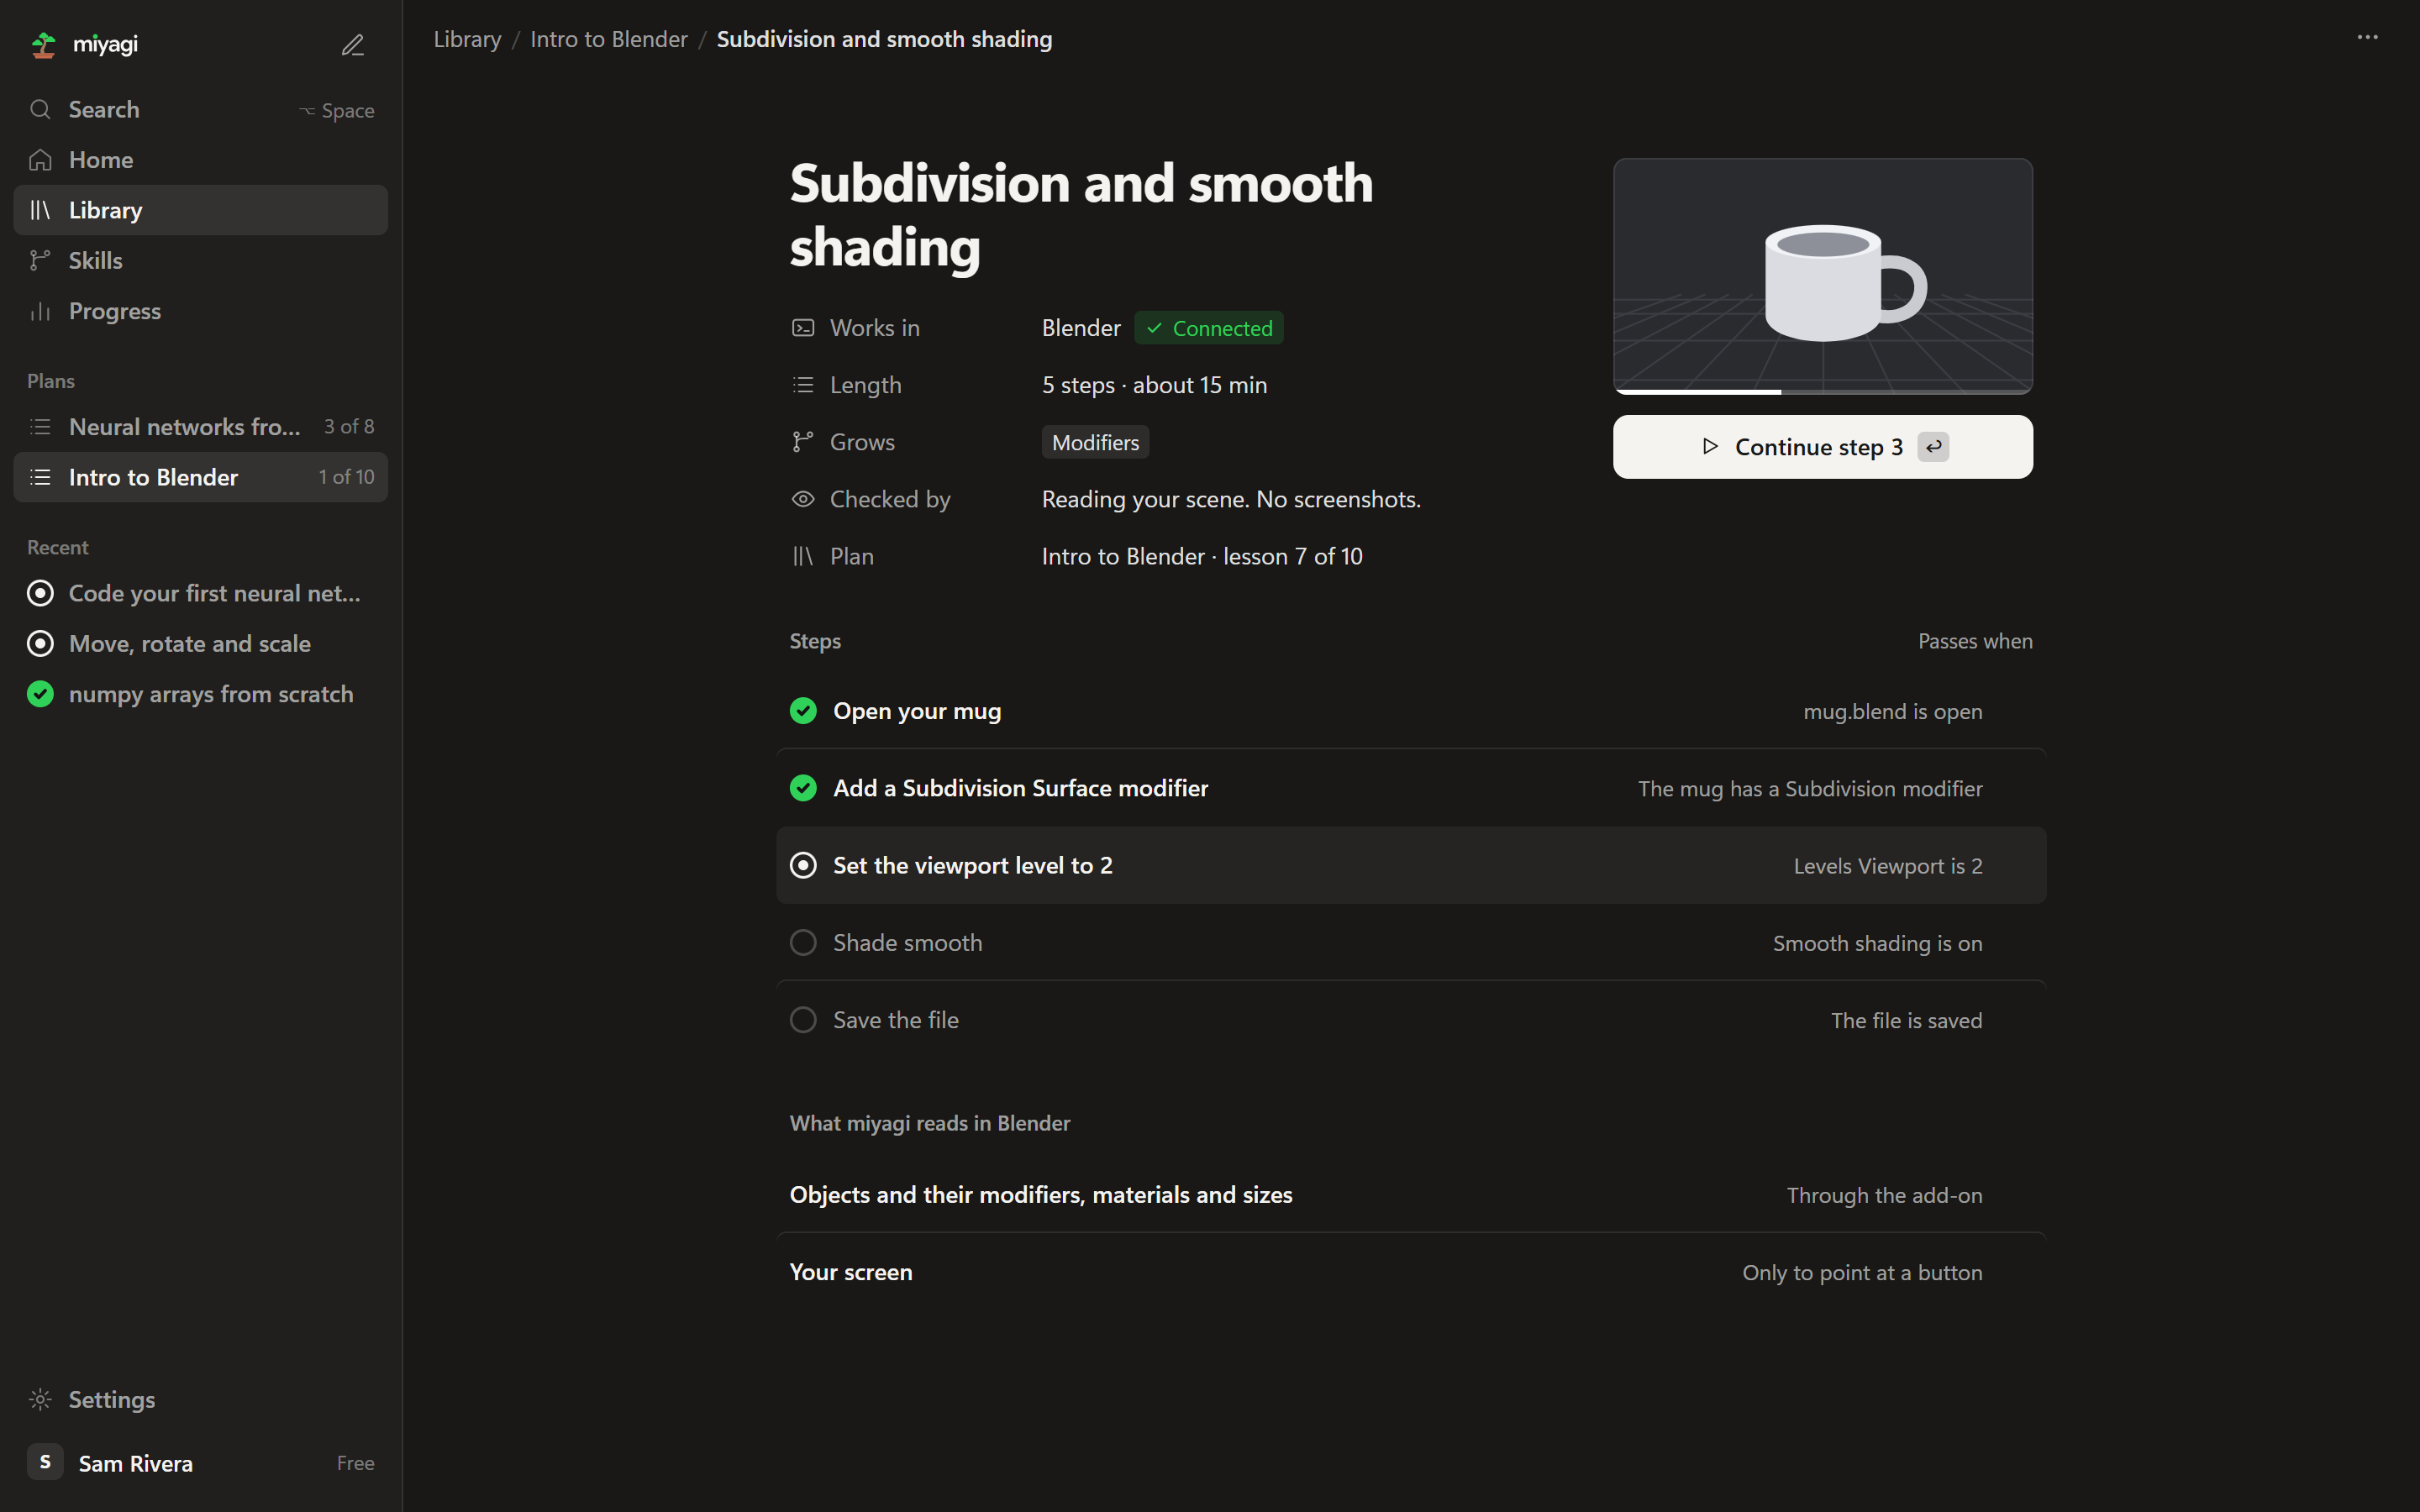 miyagi
Search ⌥ Space
Home
Library
Skills
Progress
Plans
Neural networks fro... 3 of 8
Intro to Blender 1 of 10
Recent
Code your first neural net...
Move, rotate and scale
numpy arrays from scratch
Settings
S Sam Rivera Free
Library / Intro to Blender / Subdivision and smooth shading
Subdivision and smooth
shading
Works in Blender Connected
Length 5 steps · about 15 min
Grows Modifiers
Checked by Reading your scene. No screenshots.
Plan Intro to Blender · lesson 7 of 10
Continue step 3
Steps Passes when
Open your mug mug.blend is open
Add a Subdivision Surface modifier The mug has a Subdivision modifier
Set the viewport level to 2 Levels Viewport is 2
Shade smooth Smooth shading is on
Save the file The file is saved
What miyagi reads in Blender
Objects and their modifiers, materials and sizes Through the add-on
Your screen Only to point at a button